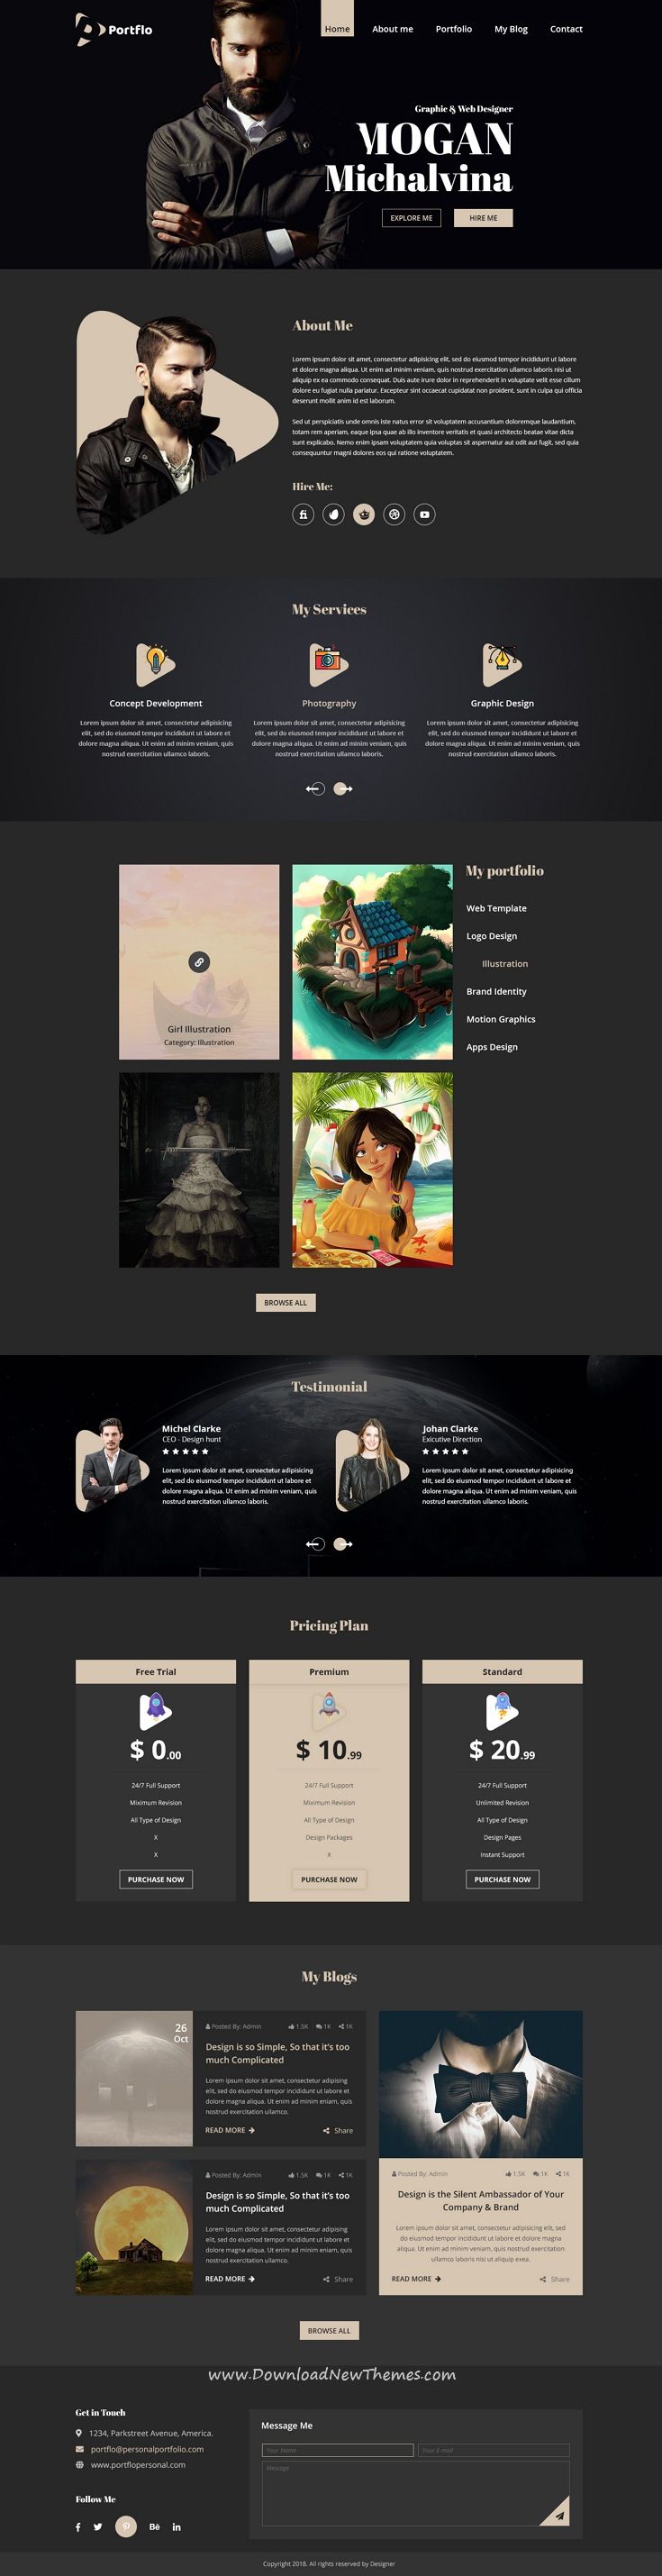 Portflo
Home About me Portfolio My Blog Contact
Graphic & Web Designer
MOGAN
Michalvina
EXPLORE ME HIRE ME
About Me
Lorem ipsum dolor sit amet, consectetur adipisicing elit, sed do eiusmod tempor incididunt ut labore
et dolore magna aliqua. Ut enim ad minim veniam, quis nostrud exercitation ullamco laboris nisi ut
aliquip ex ea commodo consequat. Duis aute irure dolor in reprehenderit in voluptate velit esse cillum
dolore eu fugiat nulla pariatur. Excepteur sint occaecat cupidatat non proident, sunt in culpa qui officia
deserunt mollit anim id est laborum.
Sed ut perspiciatis unde omnis iste natus error sit voluptatem accusantium doloremque laudantium,
totam rem aperiam, eaque ipsa quae ab illo inventore veritatis et quasi architecto beatae vitae dicta
sunt explicabo. Nemo enim ipsam voluptatem quia voluptas sit aspernatur aut odit aut fugit, sed quia
consequuntur magni dolores eos qui ratione voluptatem.
Hire Me:
My Services
Concept Development
Lorem ipsum dolor sit amet, consectetur adipisicing
elit, sed do eiusmod tempor incididunt ut labore et
dolore magna aliqua. Ut enim ad minim veniam, quis
nostrud exercitation ullamco laboris.
Photography
Lorem ipsum dolor sit amet, consectetur adipisicing
elit, sed do eiusmod tempor incididunt ut labore et
dolore magna aliqua. Ut enim ad minim veniam, quis
nostrud exercitation ullamco laboris.
Graphic Design
Lorem ipsum dolor sit amet, consectetur adipisicing
elit, sed do eiusmod tempor incididunt ut labore et
dolore magna aliqua. Ut enim ad minim veniam, quis
nostrud exercitation ullamco laboris.
My portfolio
Web Template
Logo Design
Illustration
Brand Identity
Motion Graphics
Apps Design
Girl Illustration
Category: Illustration
BROWSE ALL
Testimonial
Michel Clarke
CEO - Design hunt
Lorem ipsum dolor sit amet, consectetur adipisicing
elit, sed do eiusmod tempor incididunt ut labore et
dolore magna aliqua. Ut enim ad minim veniam, quis
nostrud exercitation ullamco laboris.
Johan Clarke
Exicutive Direction
Lorem ipsum dolor sit amet, consectetur adipisicing
elit, sed do eiusmod tempor incididunt ut labore et
dolore magna aliqua. Ut enim ad minim veniam, quis
nostrud exercitation ullamco laboris.
Pricing Plan
Free Trial
$ 0.00
24/7 Full Support
Miximum Revision
All Type of Design
X
X
PURCHASE NOW
Premium
$ 10.99
24/7 Full Support
Miximum Revision
All Type of Design
Design Packages
X
PURCHASE NOW
Standard
$ 20.99
24/7 Full Support
Unlimited Revision
All Type of Design
Design Pages
Instant Support
PURCHASE NOW
My Blogs
26
Oct
Posted By: Admin 1.5K 1K 1K
Design is so Simple, So that it's too
much Complicated
Lorem ipsum dolor sit amet, consectetur adipisicing
elit, sed do eiusmod tempor incididunt ut labore et
dolore magna aliqua. Ut enim ad minim veniam, quis
nostrud exercitation ullamco.
READ MORE Share
Posted By: Admin 1.5K 1K 1K
Design is so Simple, So that it's too
much Complicated
Lorem ipsum dolor sit amet, consectetur adipisicing
elit, sed do eiusmod tempor incididunt ut labore et
dolore magna aliqua. Ut enim ad minim eniam, quis
nostrud exercitation ullamco.
READ MORE Share
Posted By: Admin 1.5K 1K 1K
Design is the Silent Ambassador of Your
Company & Brand
Lorem ipsum dolor sit amet, consectetur adipisicing elit, sed
do eiusmod tempor incididunt ut labore et dolore magna
aliqua. Ut enim ad minim veniam, quis nostrud exercitation
ullamco laboris nisi ut aliquip exea.
READ MORE Share
BROWSE ALL
www.DownloadNewThemes.com
Get in Touch
1234, Parkstreet Avenue, America.
portflo@personalportfolio.com
www.portflopersonal.com
Follow Me
Bē
Message Me
Your Name Your E-mail
Message
Copyright 2018. All rights reserved by Designer